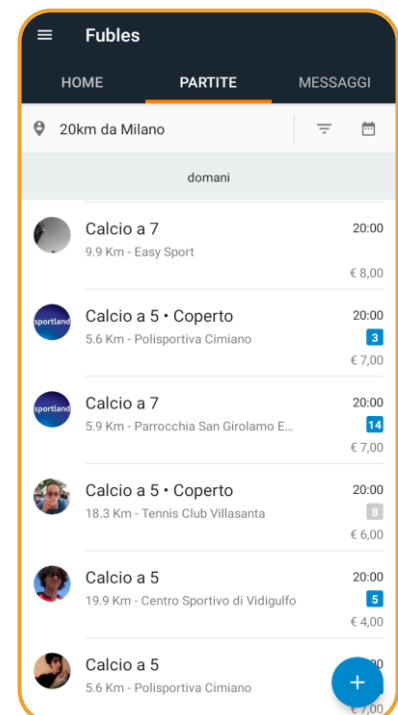 Fubles
HOME PARTITE MESSAGGI
20km da Milano
domani
Calcio a 7 20:00
9.9 Km - Easy Sport
€ 8,00
sportland
Calcio a 5 • Coperto 20:00
5.6 Km - Polisportiva Cimiano 3
€ 7,00
sportland
Calcio a 7 20:00
5.9 Km - Parrocchia San Girolamo E... 14
€ 7,00
Calcio a 5 • Coperto 20:00
18.3 Km - Tennis Club Villasanta 8
€ 6,00
Calcio a 5 20:00
19.9 Km - Centro Sportivo di Vidigulfo 5
€ 4,00
Calcio a 5
5.6 Km - Polisportiva Cimiano
€ 7,00